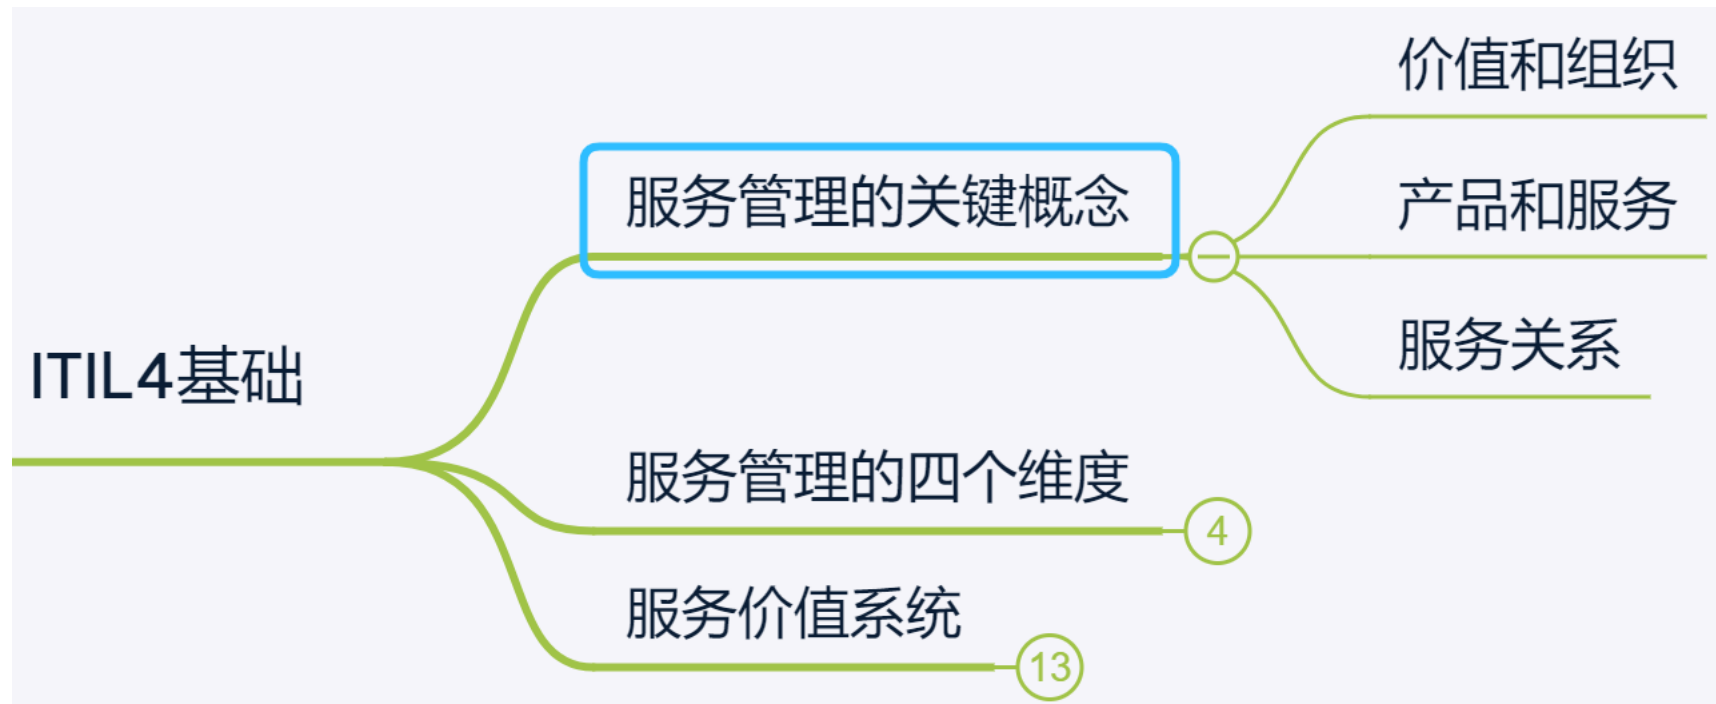 ITIL4基础
服务管理的关键概念
价值和组织
产品和服务
服务关系
服务管理的四个维度
4
服务价值系统
13